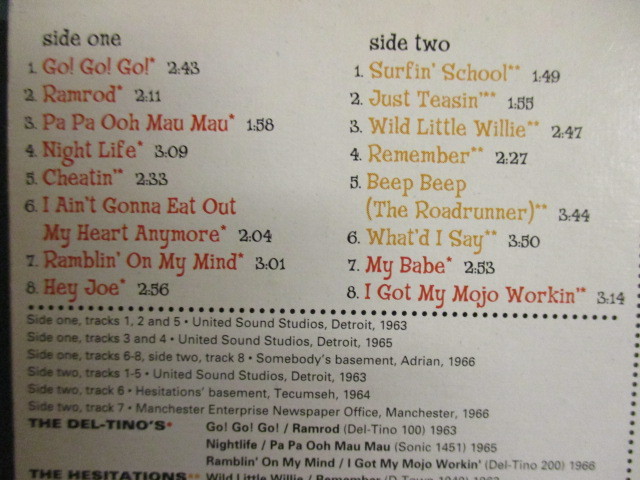 side one
1. Go! Go! Go!* 2:43
2. Ramrod* 2:11
3. Pa Pa Ooh Mau Mau* 1:58
4. Night Life* 3:09
5. Cheatin'* 2:33
6. I Ain't Gonna Eat Out
My Heart Anymore* 2:04
7. Ramblin' On My Mind* 3:01
8. Hey Joe* 2:56
side two
1. Surfin' School** 1:49
2. Just Teasin'** 1:55
3. Wild Little Willie** 2:47
4. Remember** 2:27
5. Beep Beep
(The Roadrunner)** 3:44
6. What'd I Say** 3:50
7. My Babe* 2:53
8. I Got My Mojo Workin'* 3:14
Side one, tracks 1, 2 and 5 • United Sound Studios, Detroit, 1963
Side one, tracks 3 and 4 • United Sound Studios, Detroit, 1965
Side one, tracks 6-8, side two, track 8 • Somebody's basement, Adrian, 1966
Side two, tracks 1-5 • United Sound Studios, Detroit, 1963
Side two, track 6 • Hesitations' basement, Tecumseh, 1964
Side two, track 7 • Manchester Enterprise Newspaper Office, Manchester, 1966
THE DEL-TINO'S* Go! Go! Go! / Ramrod (Del-Tino 100) 1963
Nightlife / Pa Pa Ooh Mau Mau (Sonic 1451) 1965
Ramblin' On My Mind / I Got My Mojo Workin' (Del-Tino 200) 1966
THE HESITATIONS** Wild Little Willie / Remember (D-Town